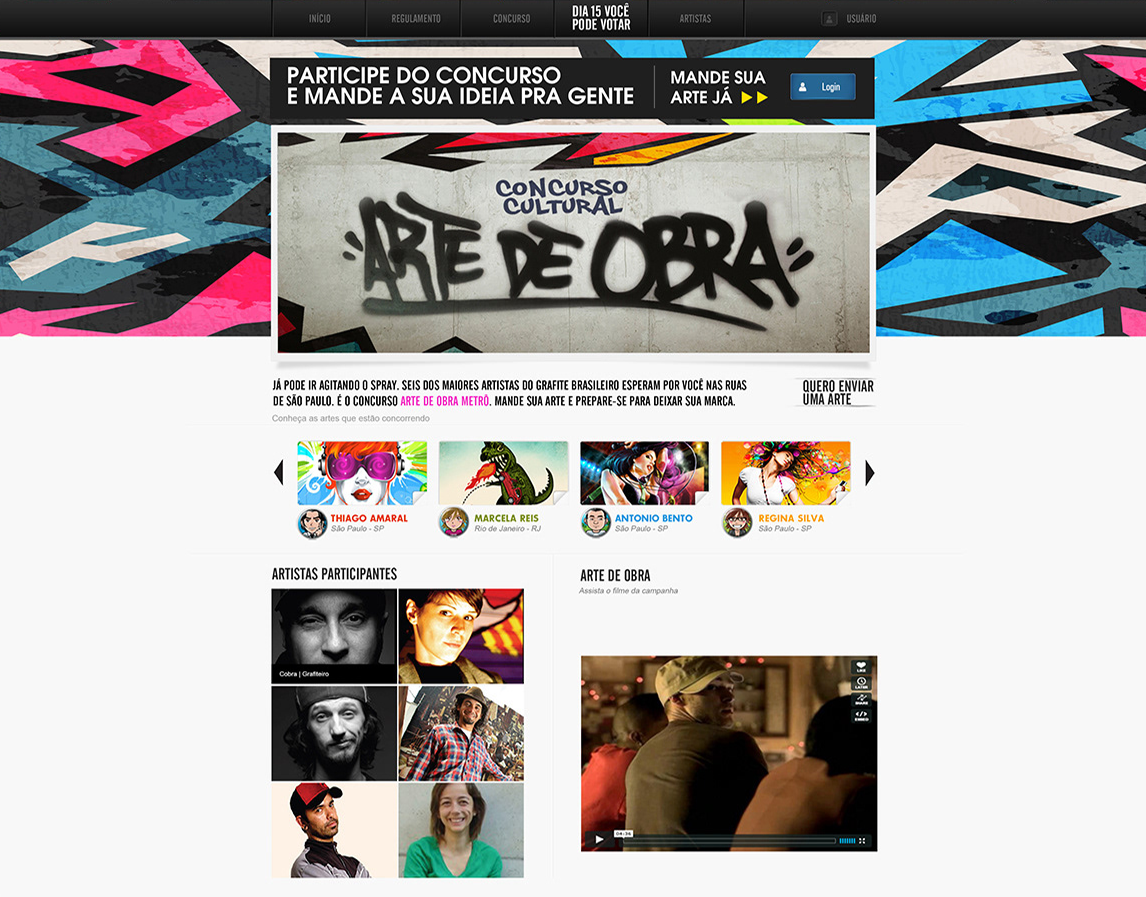 INÍCIO
REGULAMENTO
CONCURSO
DIA 15 VOCÊ
PODE VOTAR
ARTISTAS
USUÁRIO
PARTICIPE DO CONCURSO
E MANDE A SUA IDEIA PRA GENTE
MANDE SUA
ARTE JÁ
Login
CONCURSO
CULTURAL
ARTE DE OBRA
JÁ PODE IR AGITANDO O SPRAY. SEIS DOS MAIORES ARTISTAS DO GRAFITE BRASILEIRO ESPERAM POR VOCÊ NAS RUAS
DE SÃO PAULO. É O CONCURSO ARTE DE OBRA METRÔ. MANDE SUA ARTE E PREPARE-SE PARA DEIXAR SUA MARCA.
Conheça as artes que estão concorrendo
QUERO ENVIAR
UMA ARTE
THIAGO AMARAL
São Paulo - SP
MARCELA REIS
Rio de Janeiro - RJ
ANTONIO BENTO
São Paulo - SP
REGINA SILVA
São Paulo - SP
ARTISTAS PARTICIPANTES
Cobra | Grafiteiro
ARTE DE OBRA
Assista o filme da campanha
LIKE
LATER
SHARE
EMBED
04:36